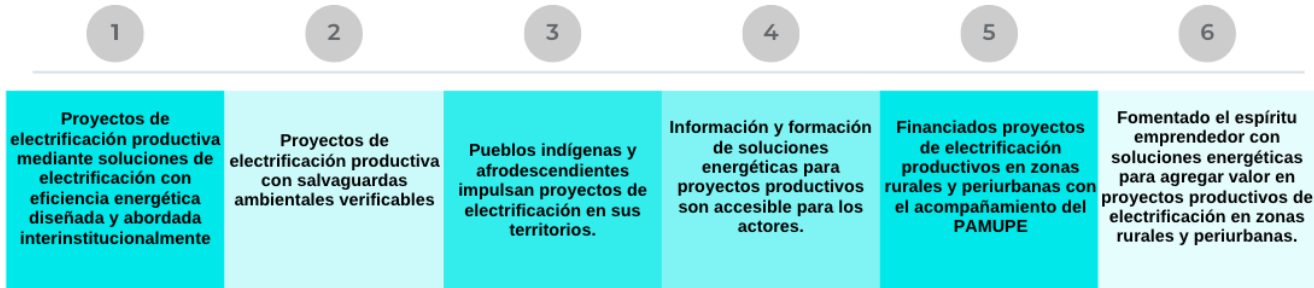 1
2
3
4
5
6
Proyectos de
electrificación productiva
mediante soluciones de
electrificación con
eficiencia energética
diseñada y abordada
interinstitucionalmente
Proyectos de
electrificación productiva
con salvaguardas
ambientales verificables
Pueblos indígenas y
afrodescendientes
impulsan proyectos de
electrificación en sus
territorios.
Información y formación
de soluciones
energéticas para
proyectos productivos
son accesible para los
actores.
Financiados proyectos
de electrificación
productivos en zonas
rurales y periurbanas con
el acompañamiento del
PAMUPE
Fomentado el espíritu
emprendedor con
soluciones energéticas
para agregar valor en
proyectos productivos de
electrificación en zonas
rurales y periurbanas.